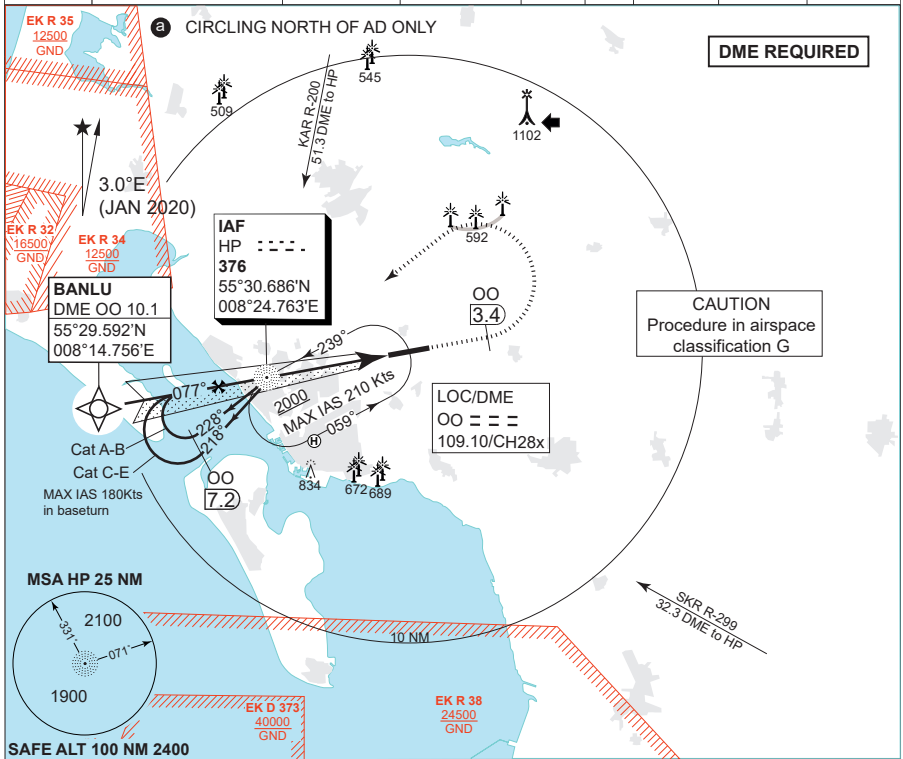 EK R 35
12500
GND
a CIRCLING NORTH OF AD ONLY
DME REQUIRED
545
509
KAR R-200
51.3 DME to HP
1102
3.0°E
(JAN 2020)
EK R 32
16500
GND
EK R 34
12500
GND
IAF
HP
376
55°30.686'N
008°24.763'E
592
BANLU
DME OO 10.1
55°29.592'N
008°14.756'E
OO
3.4
CAUTION
Procedure in airspace
classification G
239°
077°
2000
MAX IAS 210 Kts
059°
228°
218°
LOC/DME
OO
109.10/CH28x
Cat A-B
Cat C-E
MAX IAS 180Kts
in baseturn
H
OO
7.2
834
672
689
MSA HP 25 NM
2100
331°
071°
1900
SKR R-299
32.3 DME to HP
10 NM
EK D 373
40000
GND
EK R 38
24500
GND
SAFE ALT 100 NM 2400